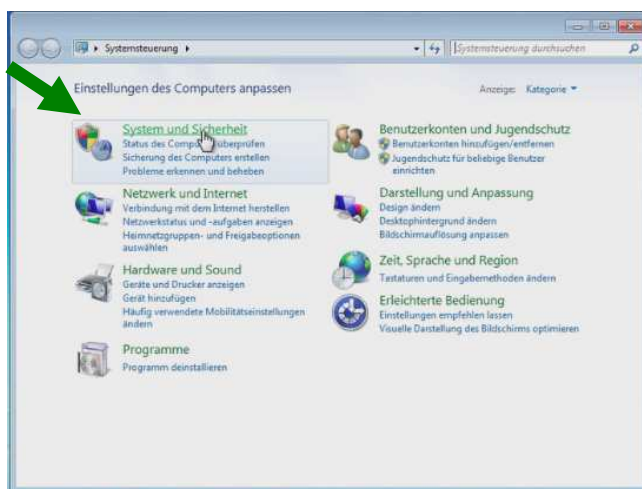 Systemsteuerung
Systemsteuerung durchsuchen
Einstellungen des Computers anpassen
Anzeige: Kategorie
System und Sicherheit
Status des Computers überprüfen
Sicherung des Computers erstellen
Probleme erkennen und beheben
Netzwerk und Internet
Verbindung mit dem Internet herstellen
Netzwerkstatus und -aufgaben anzeigen
Heimnetzgruppen- und Freigabeoptionen
auswählen
Hardware und Sound
Geräte und Drucker anzeigen
Gerät hinzufügen
Häufig verwendete Mobilitätseinstellungen
ändern
Programme
Programm deinstallieren
Benutzerkonten und Jugendschutz
Benutzerkonten hinzufügen/entfernen
Jugendschutz für beliebige Benutzer
einrichten
Darstellung und Anpassung
Design ändern
Desktophintergrund ändern
Bildschirmauflösung anpassen
Zeit, Sprache und Region
Tastaturen und Eingabemethoden ändern
Erleichterte Bedienung
Einstellungen empfehlen lassen
Visuelle Darstellung des Bildschirms optimieren